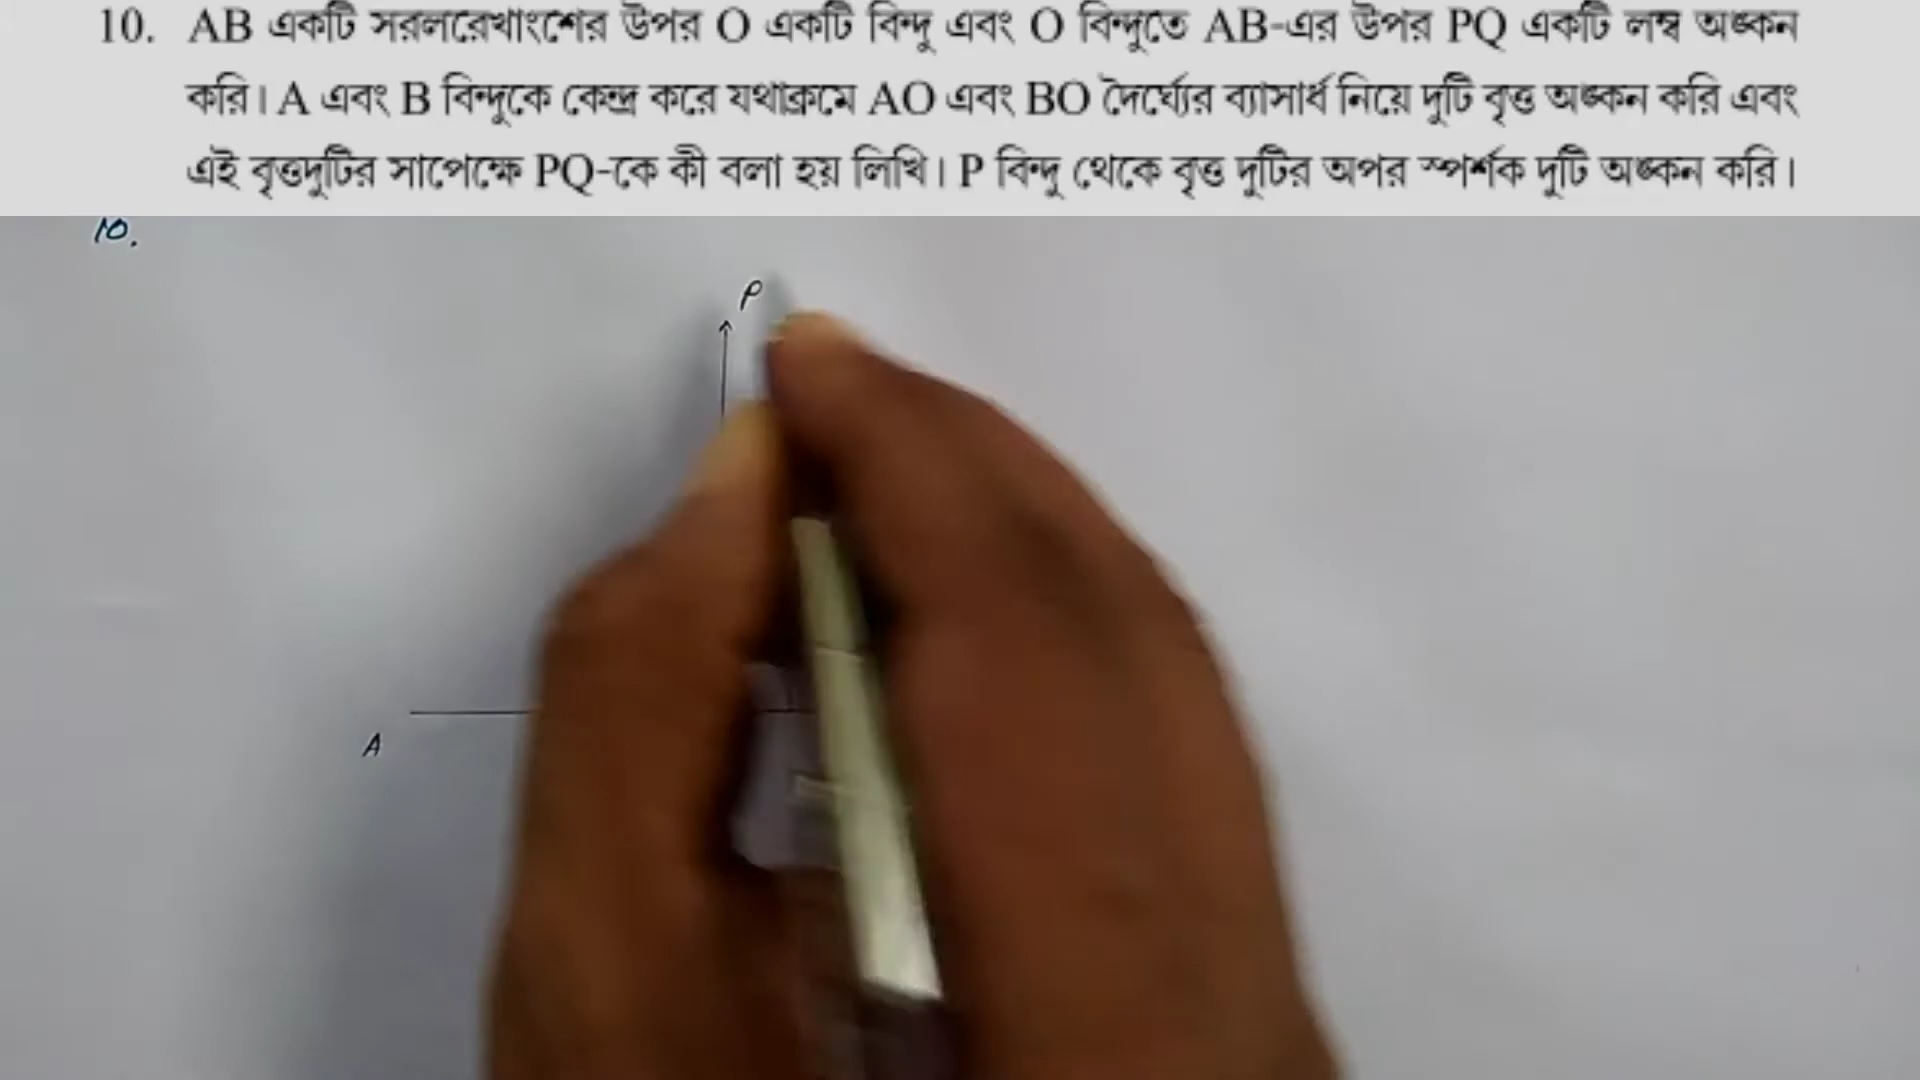 10. AB একটি সরলরেখাংশের উপর O একটি বিন্দু এবং O বিন্দুতে AB-এর উপর PQ একটি লম্ব অঙ্কন
করি। A এবং B বিন্দুকে কেন্দ্র করে যথাক্রমে AO এবং BO দৈর্ঘ্যের ব্যাসার্ধ নিয়ে দুটি বৃত্ত অঙ্কন করি এবং
এই বৃত্তদুটির সাপেক্ষে PQ-কে কী বলা হয় লিখি। P বিন্দু থেকে বৃত্ত দুটির অপর স্পর্শক দুটি অঙ্কন করি।
10.
P
A